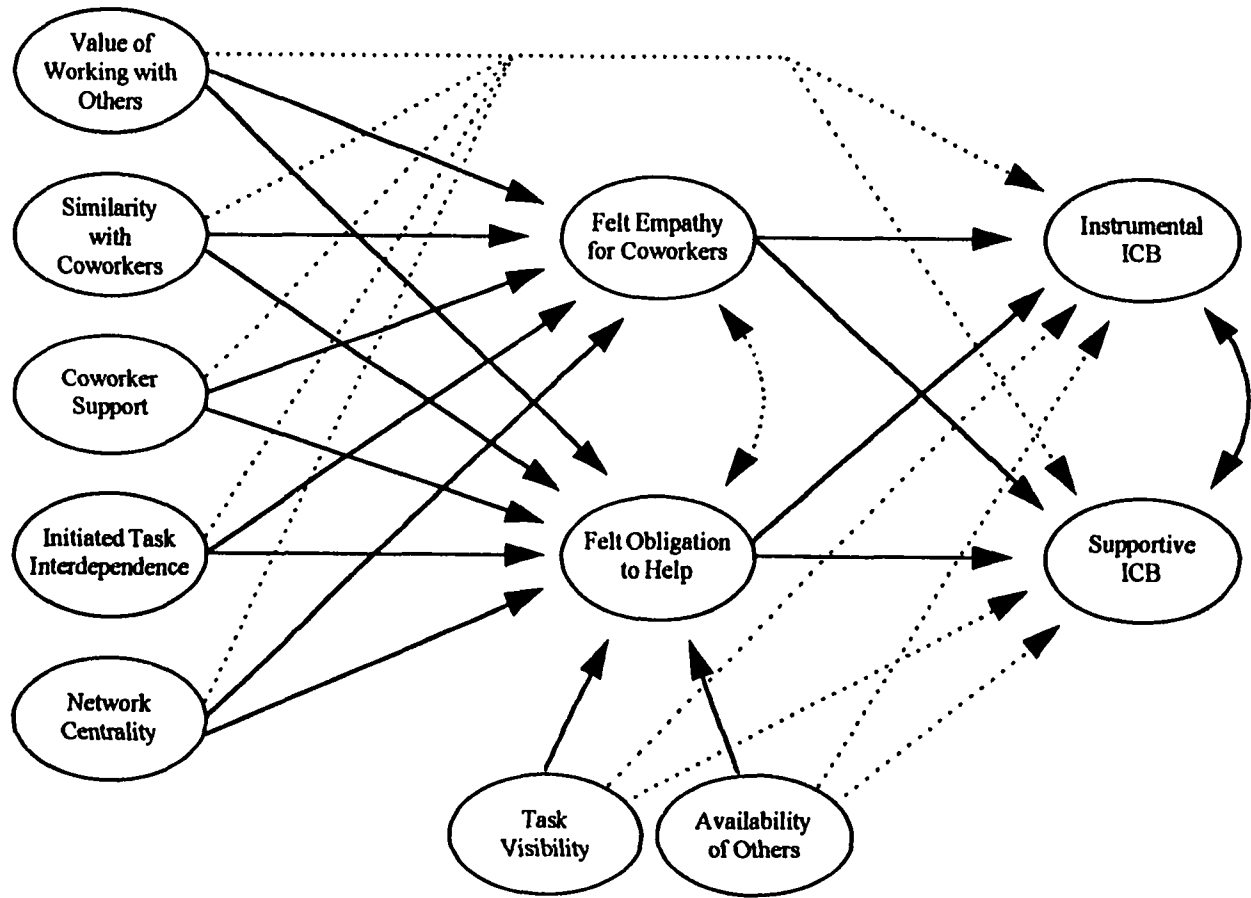 Value of
Working with
Others
Similarity
with
Coworkers
Coworker
Support
Initiated Task
Interdependence
Network
Centrality
Felt Empathy
for Coworkers
Felt Obligation
to Help
Task
Visibility
Availability
of Others
Instrumental
ICB
Supportive
ICB